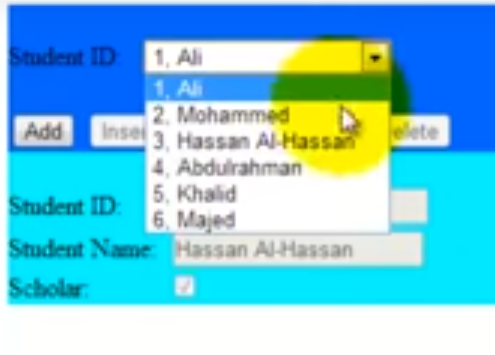 Student ID: 1, Ali
1, Ali
2, Mohammed
3, Hassan Al-Hassan
4, Abdulrahman
5, Khalid
6, Majed
Add
Student ID:
Student Name: Hassan Al-Hassan
Scholar: